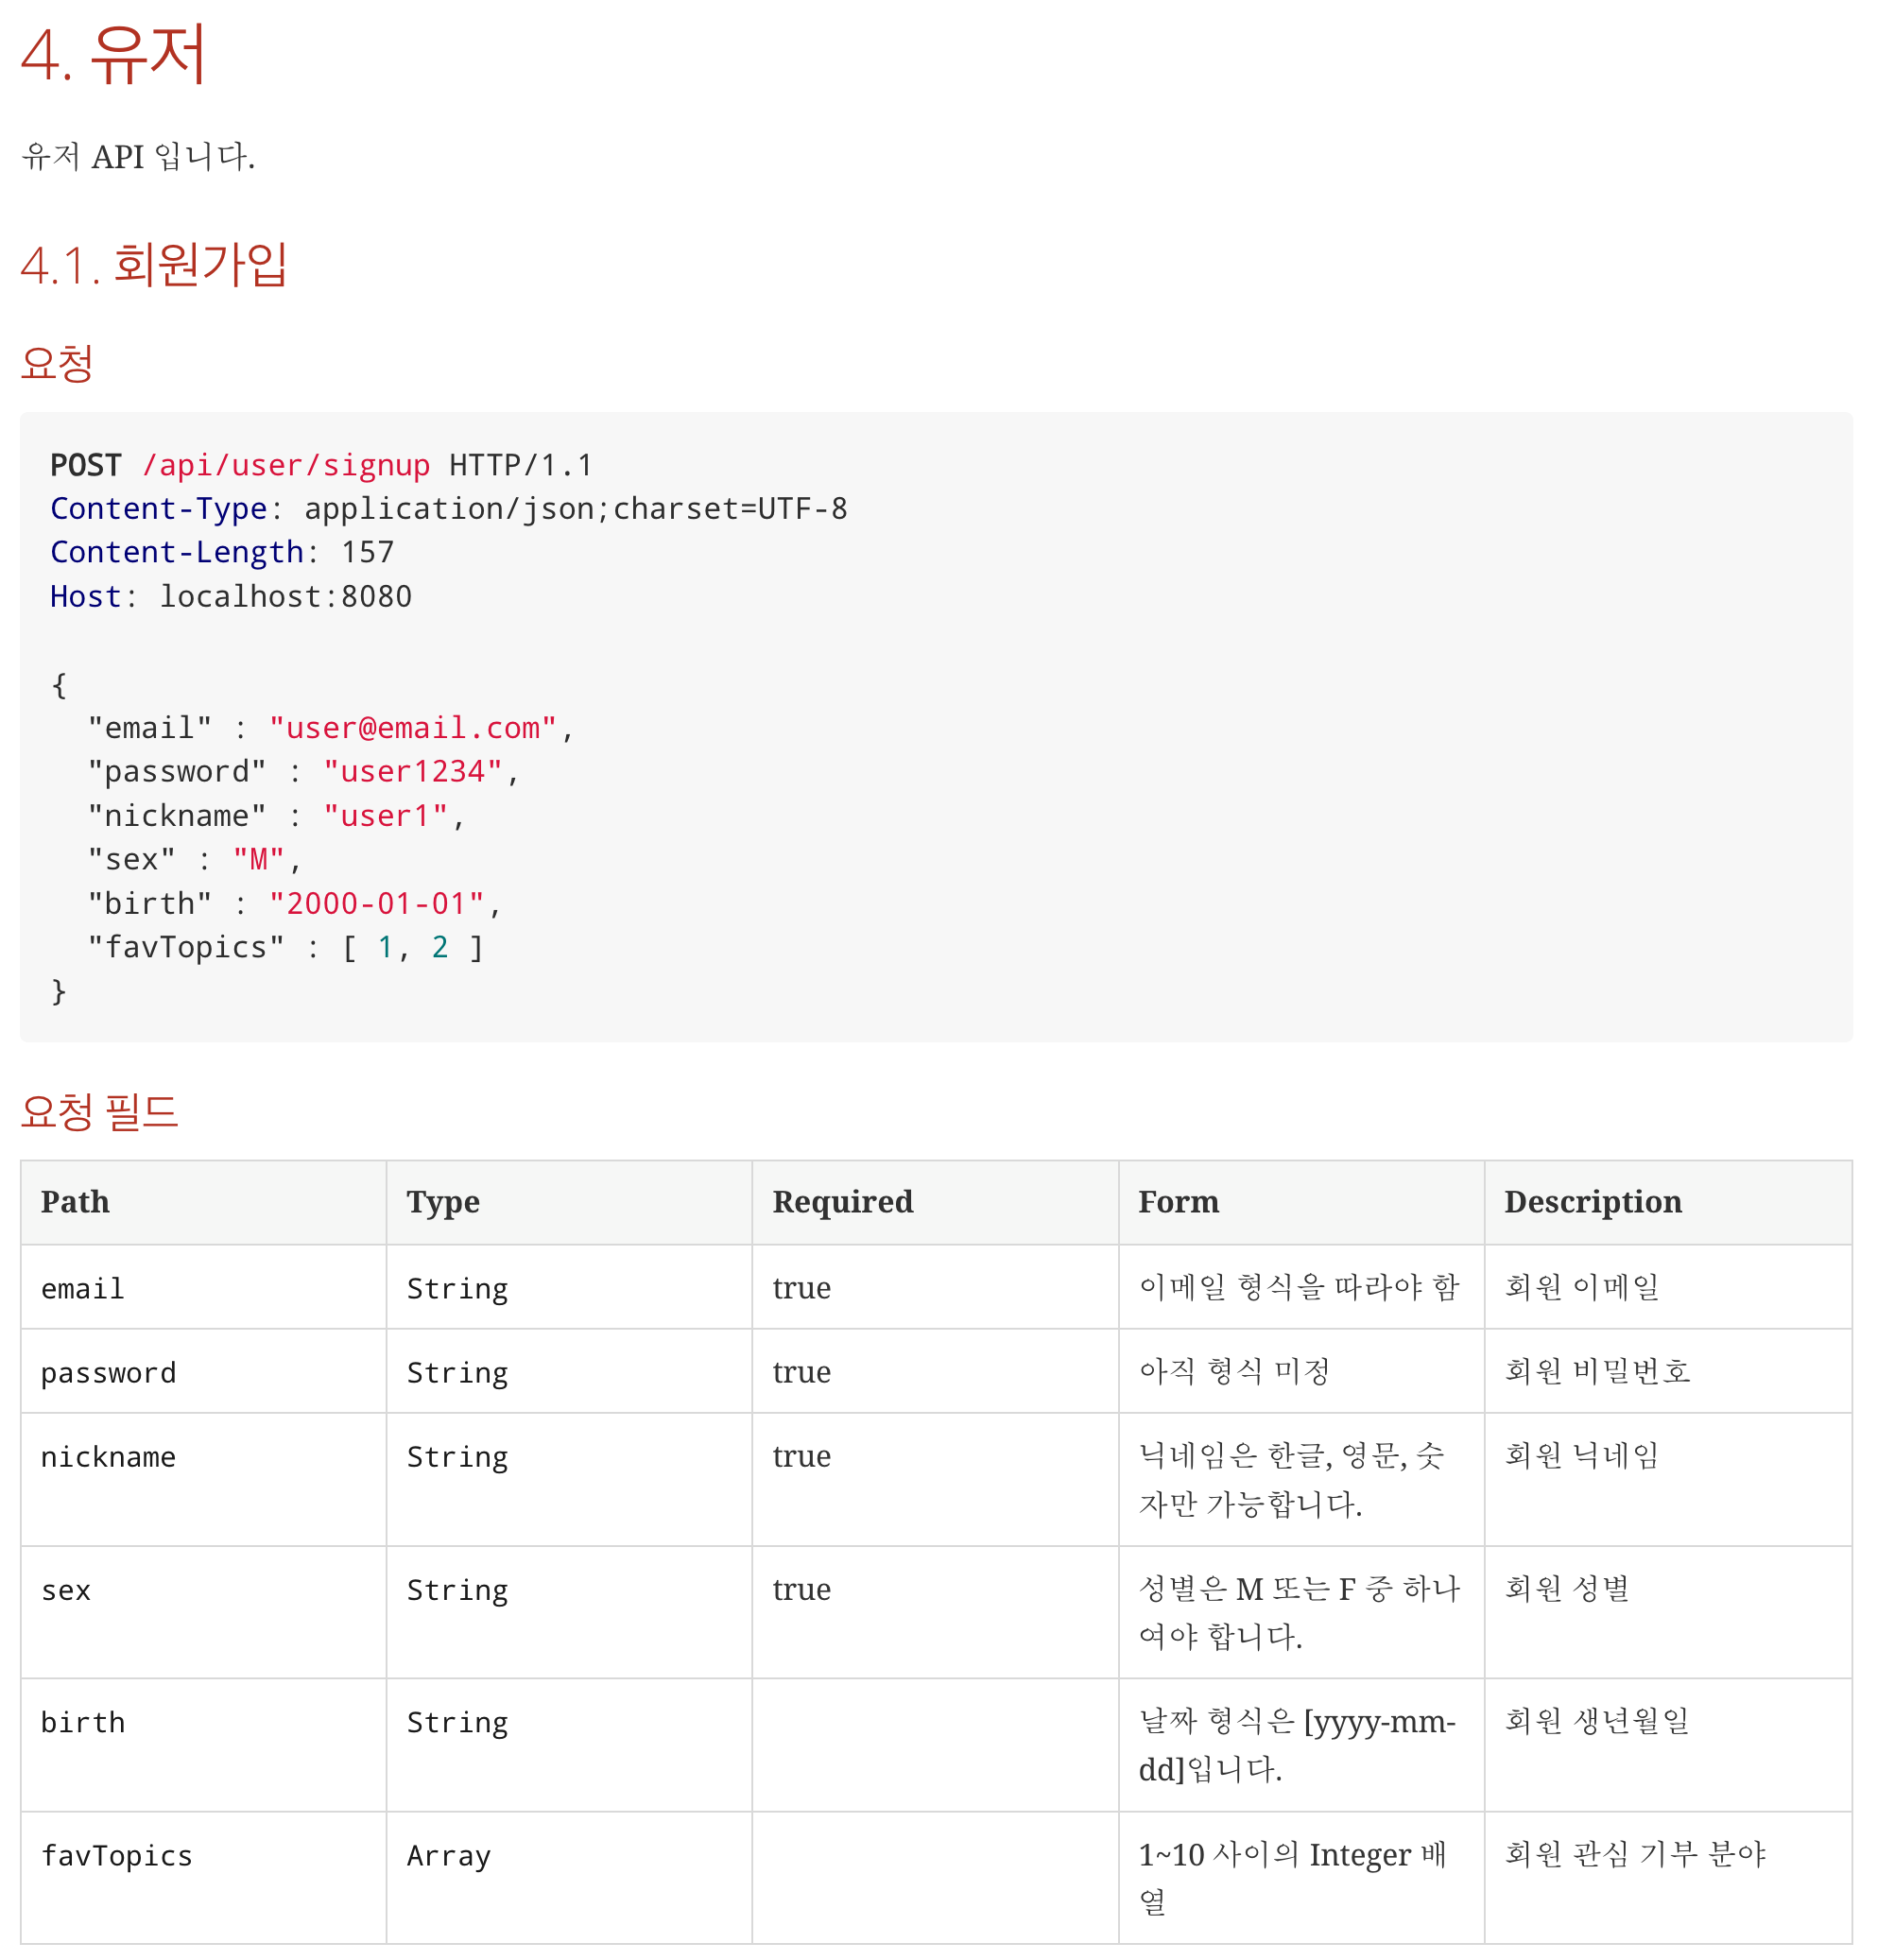 4. 유저
유저 API 입니다.
4.1. 회원가입
요청
POST /api/user/signup HTTP/1.1
Content-Type: application/json;charset=UTF-8
Content-Length: 157
Host: localhost:8080
{
  "email" : "user@email.com",
  "password" : "user1234",
  "nickname" : "user1",
  "sex" : "M",
  "birth" : "2000-01-01",
  "favTopics" : [ 1, 2 ]
}
요청 필드
Path Type Required Form Description
email String true 이메일 형식을 따라야 함 회원 이메일
password String true 아직 형식 미정 회원 비밀번호
nickname String true 닉네임은 한글, 영문, 숫 회원 닉네임
자만 가능합니다.
sex String true 성별은 M 또는 F 중 하나 회원 성별
여야 합니다.
birth String 날짜 형식은 [yyyy-mm- 회원 생년월일
dd]입니다.
favTopics Array 1~10 사이의 Integer 배 회원 관심 기부 분야
열